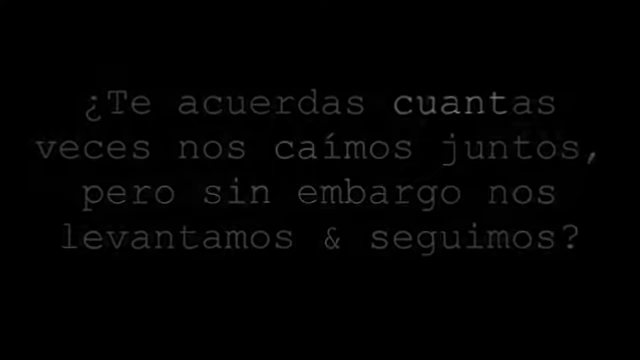 ¿Te acuerdas cuantas
veces nos caímos juntos,
pero sin embargo nos
levantamos & seguimos?